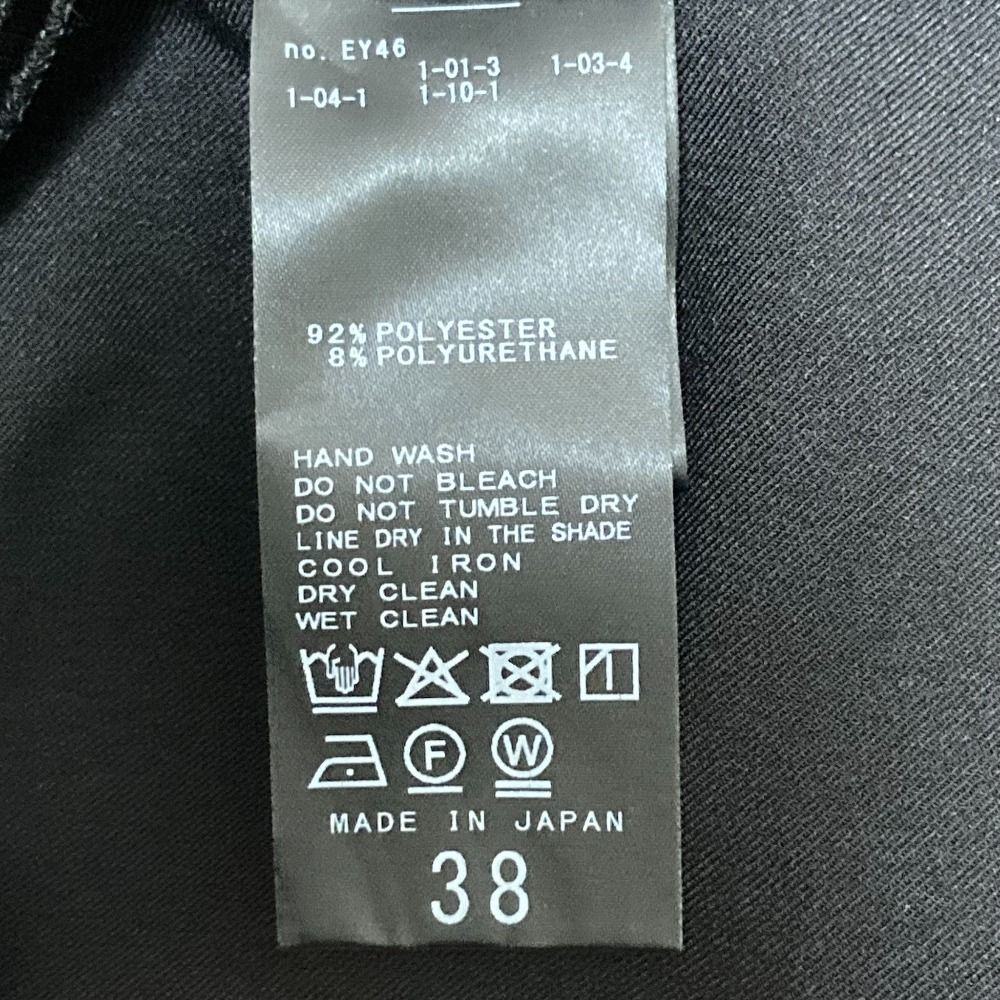 no. EY46
1-01-3 1-03-4
1-04-1 1-10-1
92% POLYESTER
8% POLYURETHANE
HAND WASH
DO NOT BLEACH
DO NOT TUMBLE DRY
LINE DRY IN THE SHADE
COOL IRON
DRY CLEAN
WET CLEAN
F W
MADE IN JAPAN
38